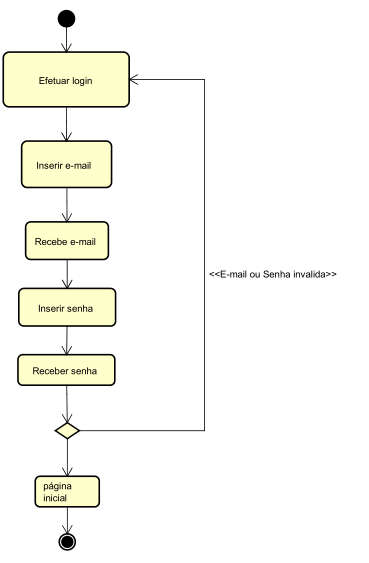 Efetuar login
Inserir e-mail
Recebe e-mail
<<E-mail ou Senha invalida>>
Inserir senha
Receber senha
página
inicial